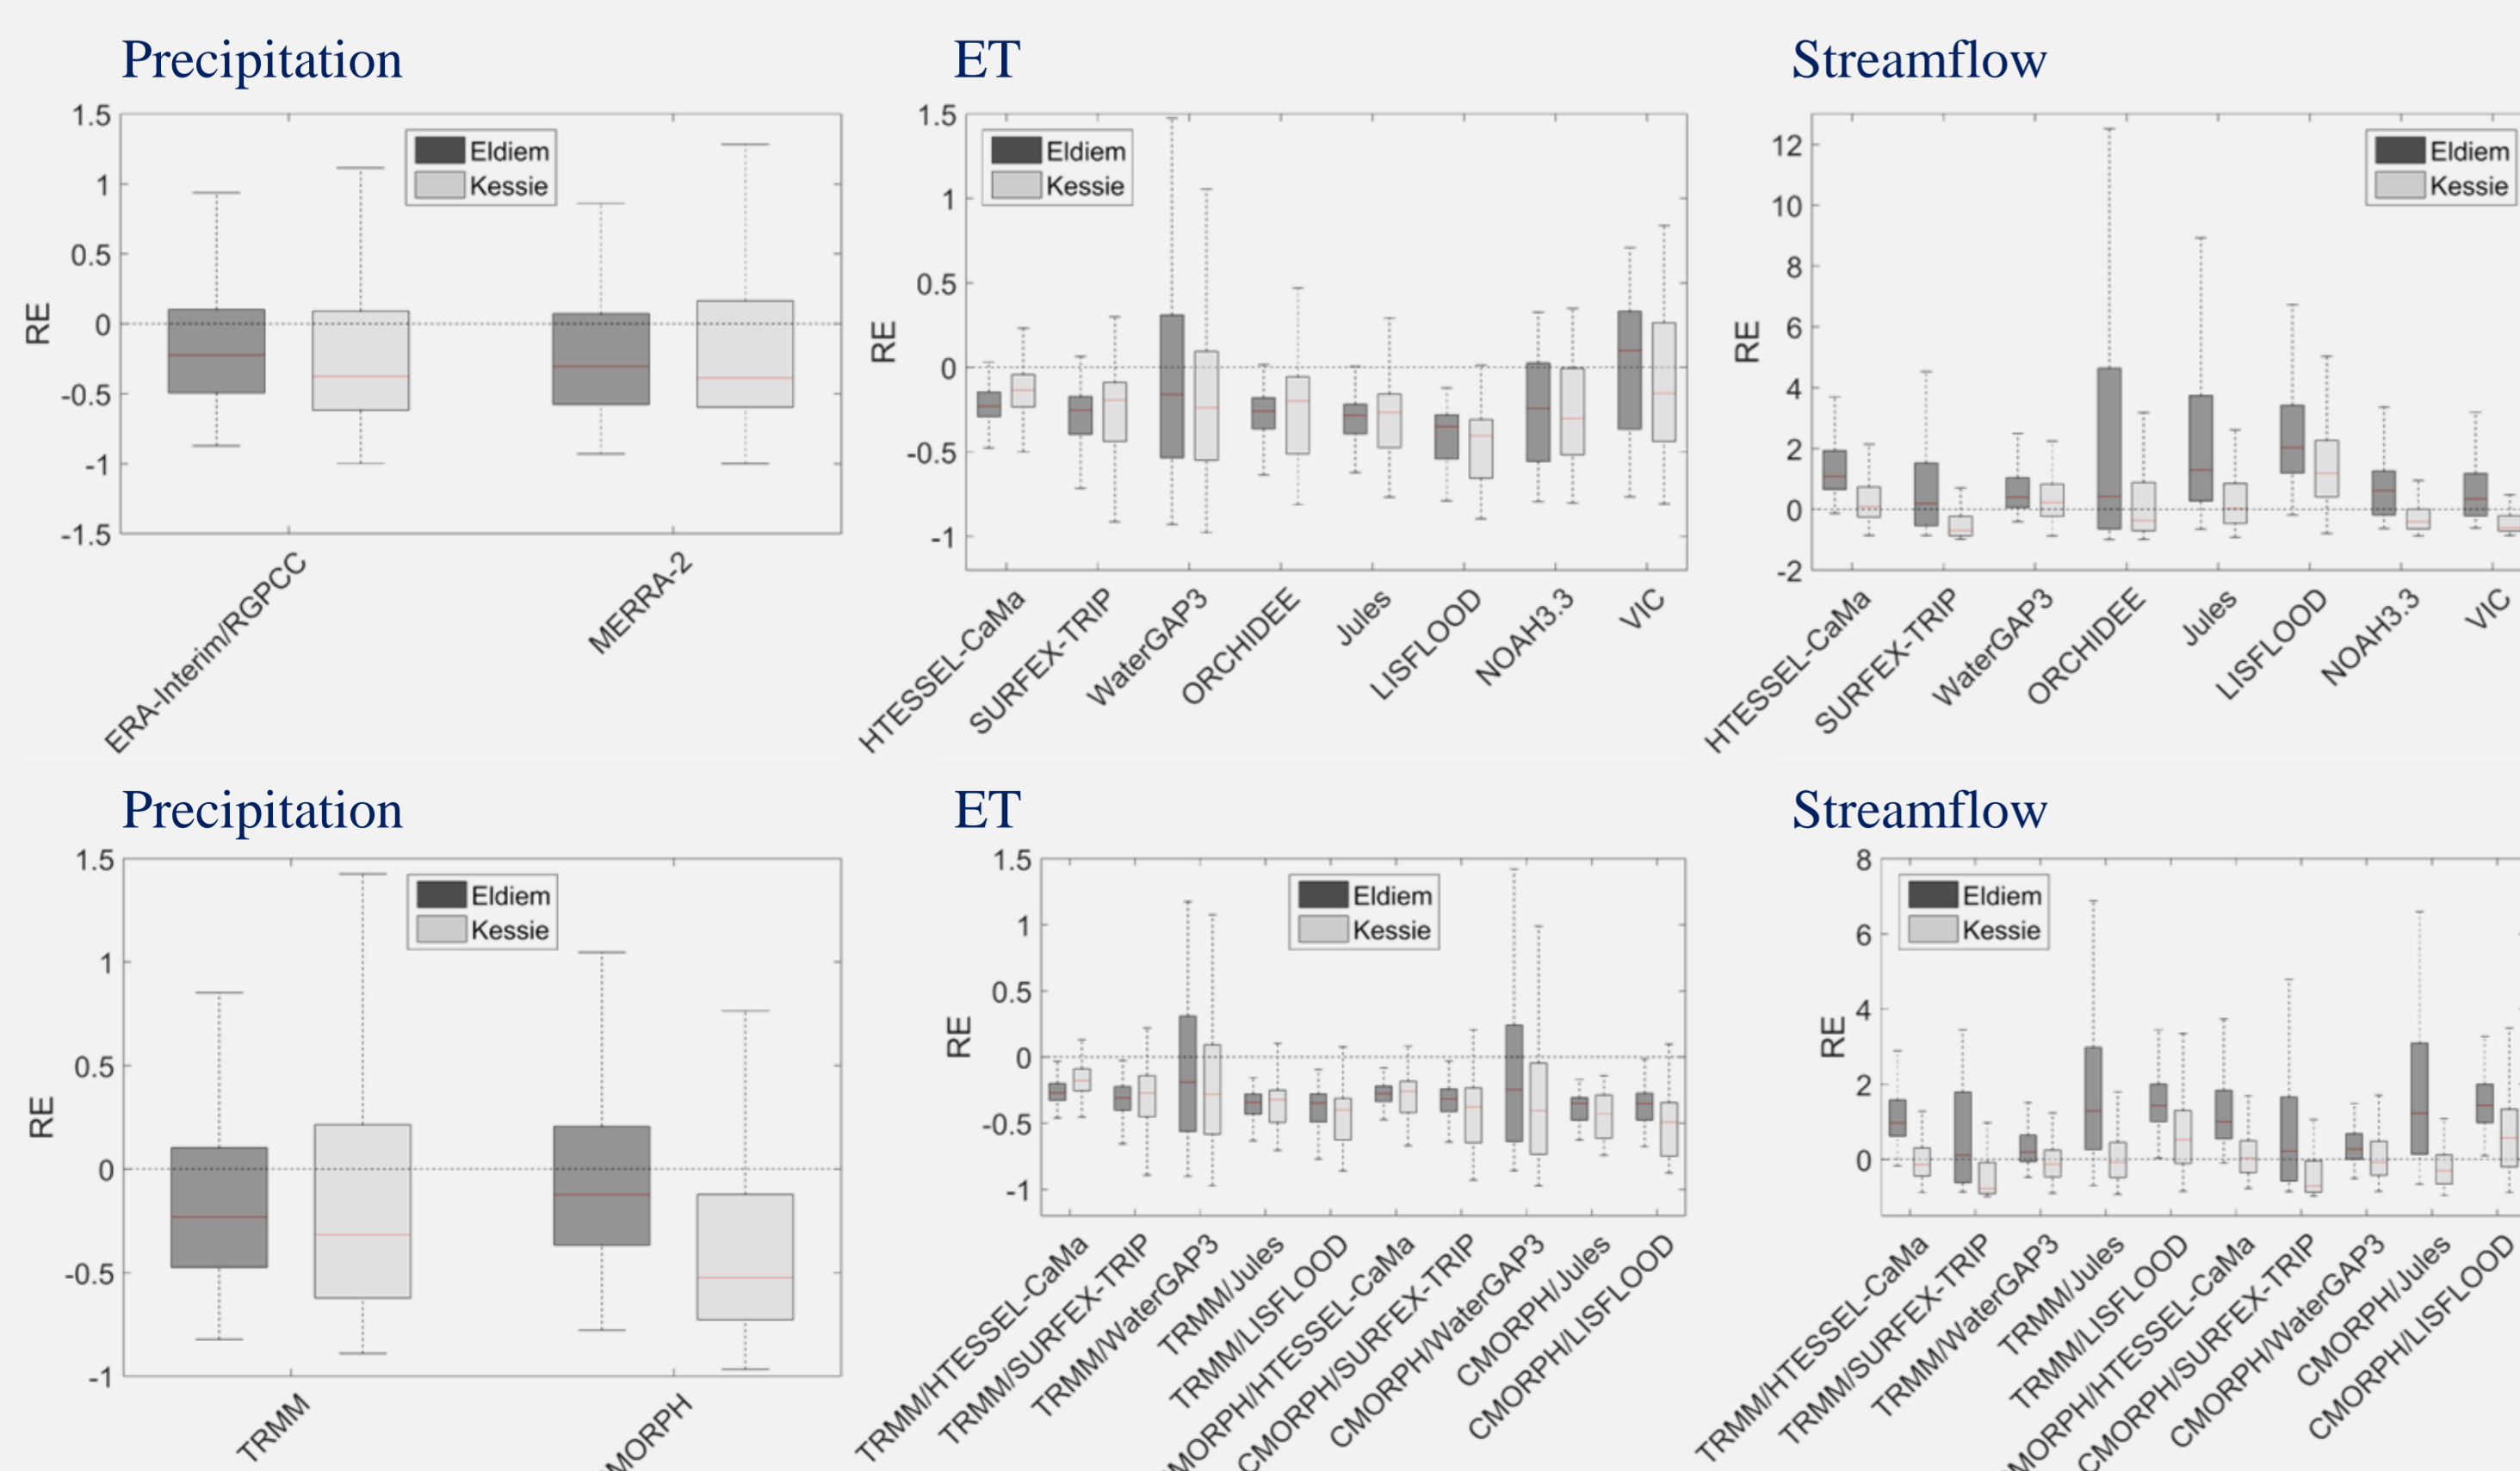 Precipitation
1.5
1
0.5
0
-0.5
-1
-1.5
RE
Eldiem
Kessie
ERA-Interim/RGPCC
MERRA-2
ET
1.5
1
0.5
0
-0.5
-1
RE
Eldiem
Kessie
HTESSEL-CaMa
SURFEX-TRIP
WaterGAP3
ORCHIDEE
Jules
LISFLOOD
NOAH3.3
VIC
Streamflow
12
10
8
6
4
2
0
-2
RE
Eldiem
Kessie
HTESSEL-CaMa
SURFEX-TRIP
WaterGAP3
ORCHIDEE
Jules
LISFLOOD
NOAH3.3
VIC
Precipitation
1.5
1
0.5
0
-0.5
-1
RE
Eldiem
Kessie
TRMM
MORPH
ET
1.5
1
0.5
0
-0.5
-1
RE
Eldiem
Kessie
TRMM/HTESSEL-CaMa
TRMM/SURFEX-TRIP
TRMM/WaterGAP3
TRMM/Jules
TRMM/LISFLOOD
MORPH/HTESSEL-CaMa
CMORPH/SURFEX-TRIP
CMORPH/WaterGAP3
CMORPH/Jules
CMORPH/LISFLOOD
Streamflow
8
6
4
2
0
RE
Eldiem
Kessie
TRMM/HTESSEL-CaMa
TRMM/SURFEX-TRIP
TRMM/WaterGAP3
TRMM/Jules
TRMM/LISFLOOD
MORPH/HTESSEL-CaMa
CMORPH/SURFEX-TRIP
CMORPH/WaterGAP3
CMORPH/Jules
CMORPH/LISFLOOD